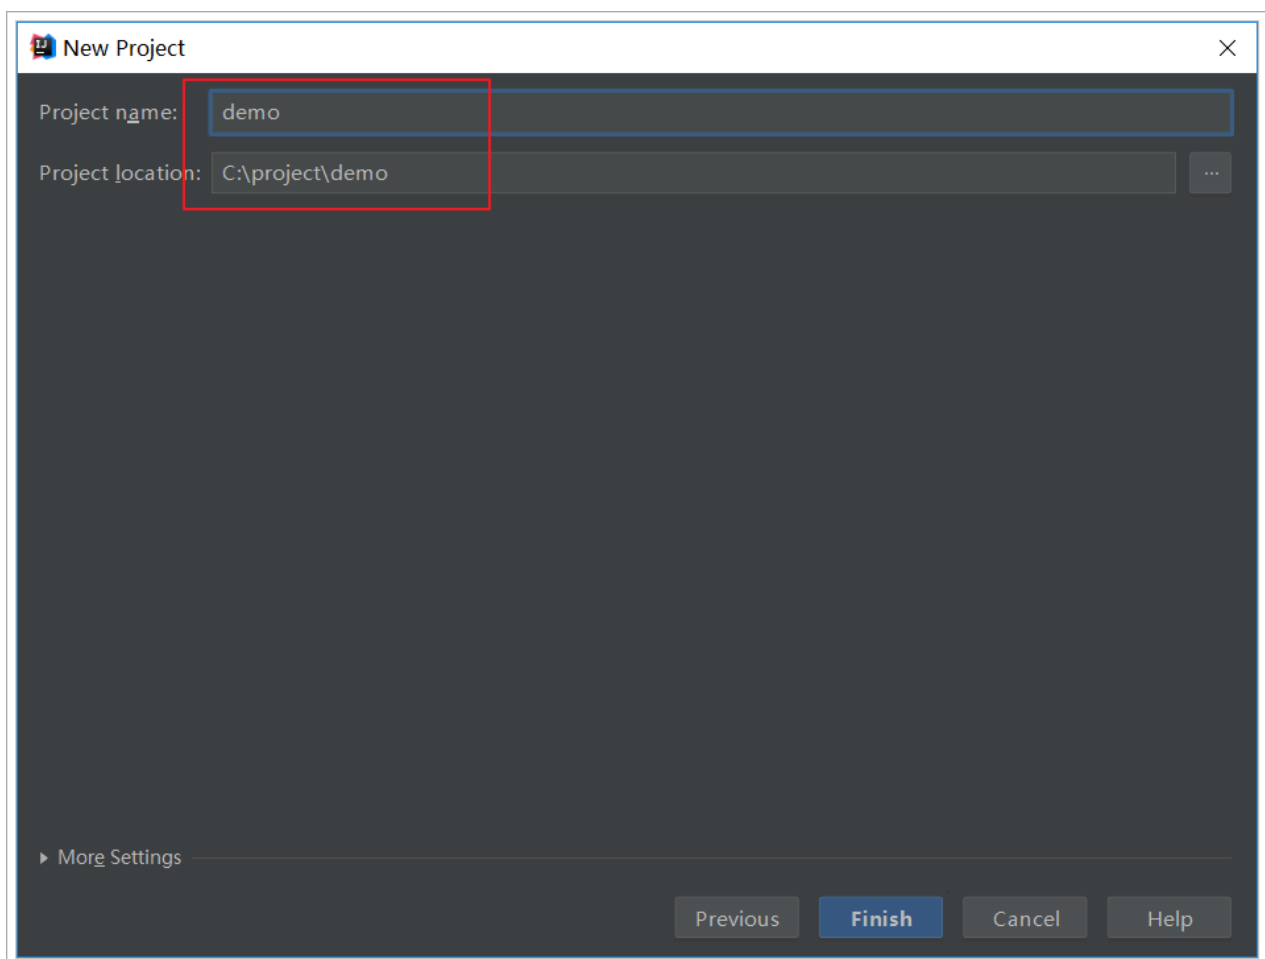 New Project
Project name: demo
Project location: C:\project\demo ...
More Settings
Previous Finish Cancel Help